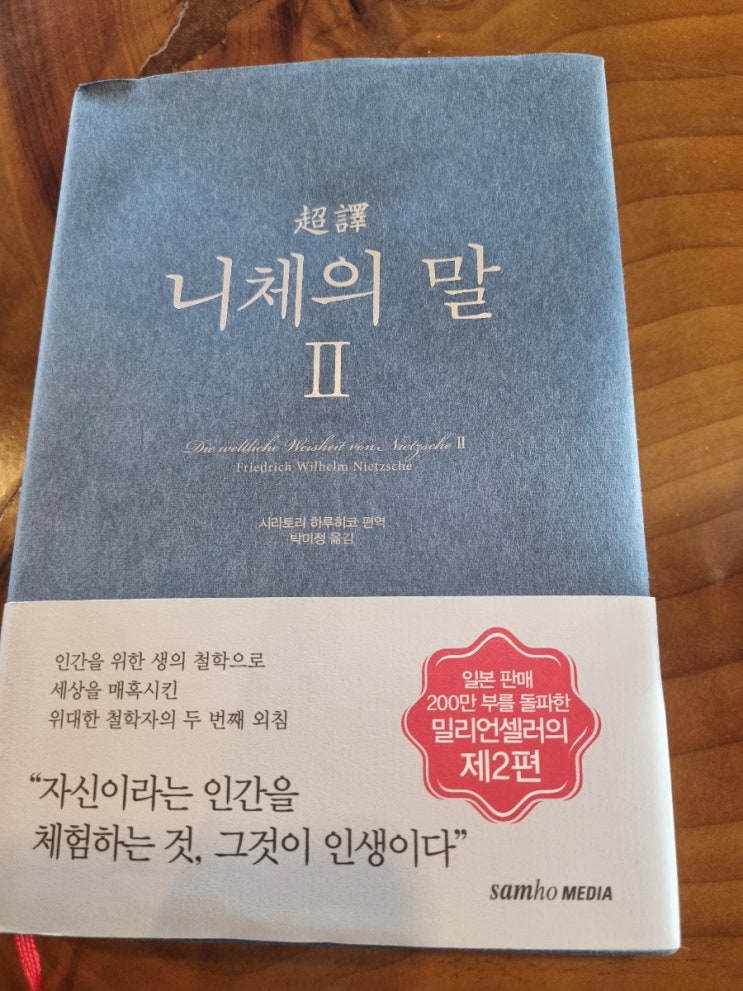 超譯
니체의 말
II
Die weltliche Weisheit von Nietzsche II
Friedrich Wilhelm Nietzsche
시라토리 하루히코 편역
박미정 옮김
인간을 위한 생의 철학으로
세상을 매혹시킨
위대한 철학자의 두 번째 외침
일본 판매
200만 부를 돌파한
밀리언셀러의
제2편
“자신이라는 인간을
체험하는 것, 그것이 인생이다”
samho MEDIA